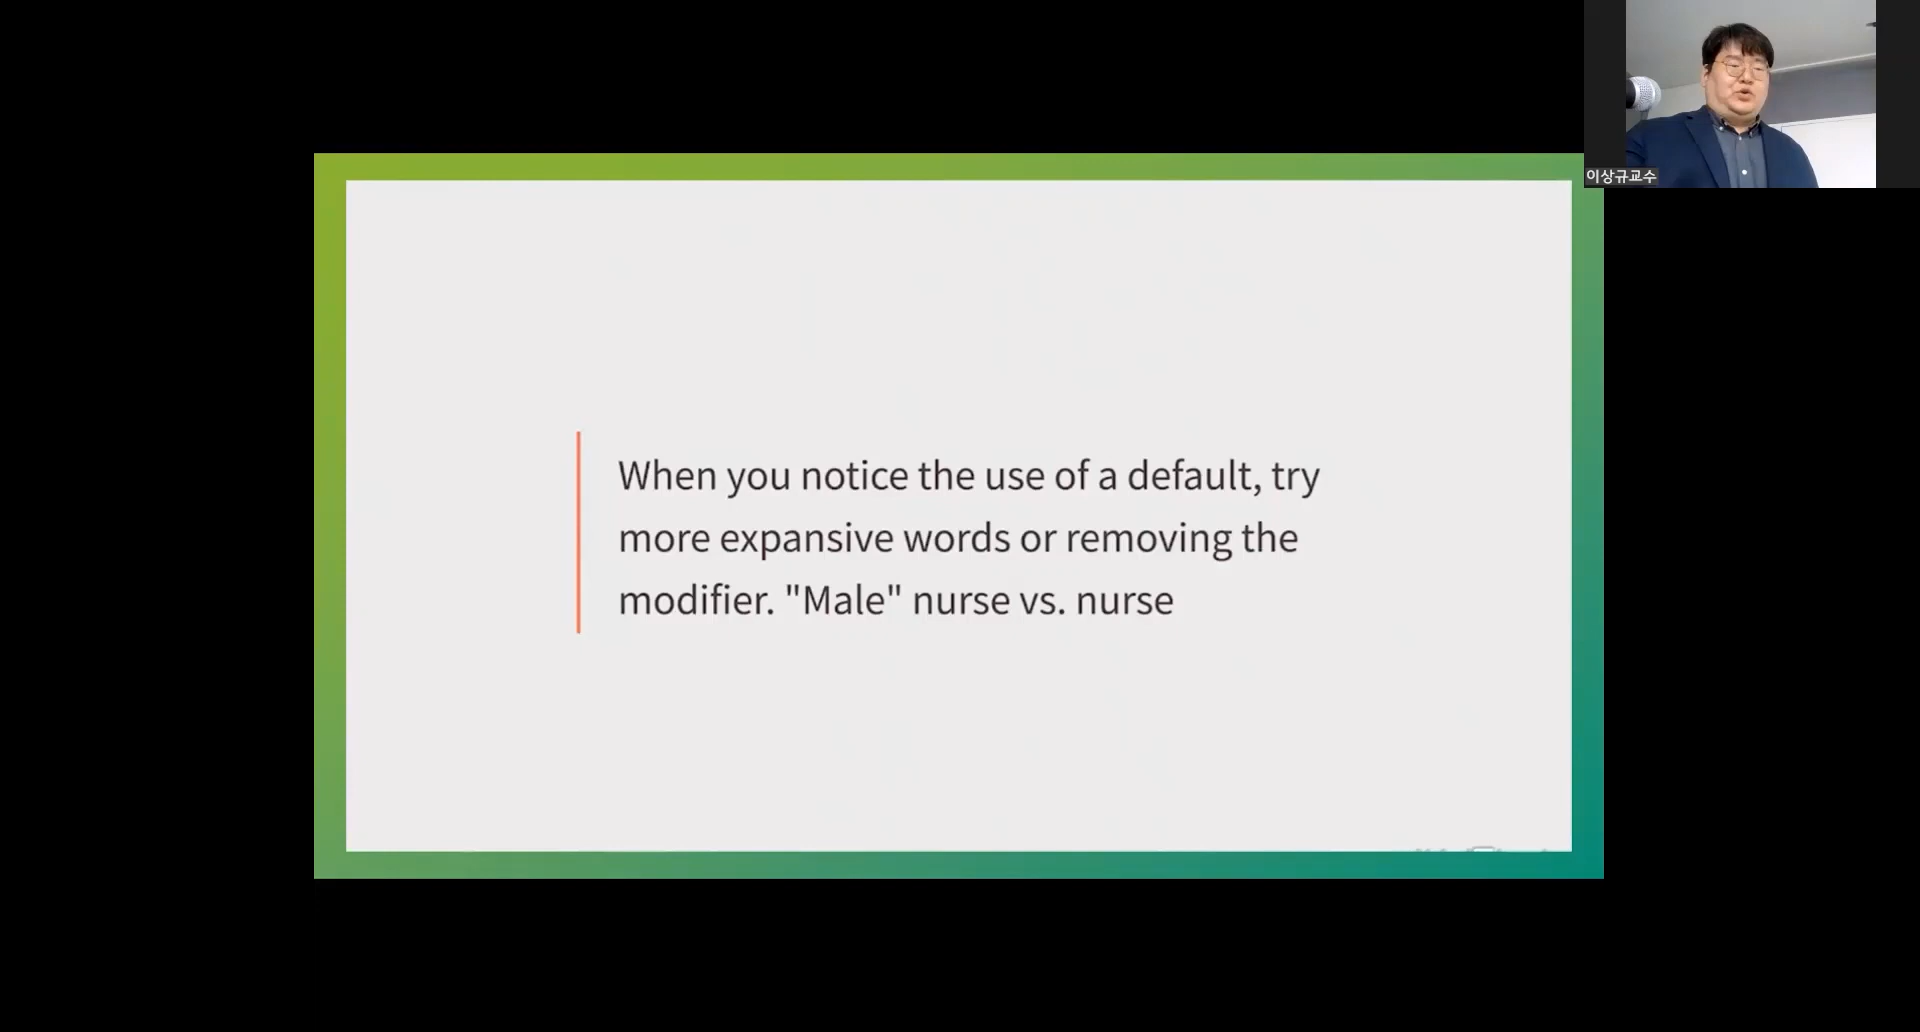 이상규교수
When you notice the use of a default, try
more expansive words or removing the
modifier. "Male" nurse vs. nurse